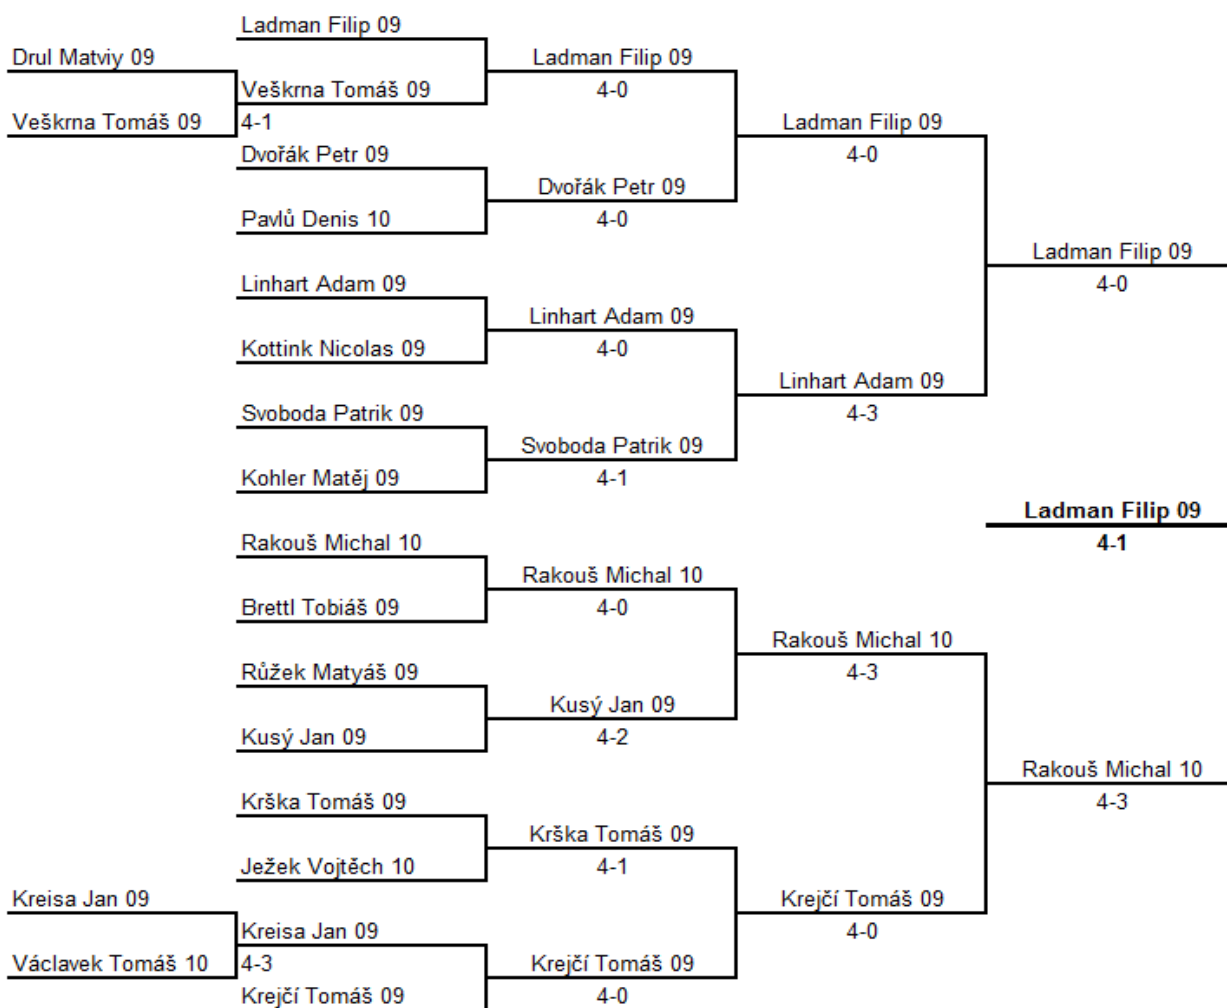 Ladman Filip 09
Drul Matviy 09
Ladman Filip 09
Veškrna Tomáš 09
4-0
Veškrna Tomáš 09
4-1
Ladman Filip 09
Dvořák Petr 09
4-0
Dvořák Petr 09
Pavlů Denis 10
4-0
Ladman Filip 09
Linhart Adam 09
4-0
Linhart Adam 09
Kottink Nicolas 09
4-0
Linhart Adam 09
Svoboda Patrik 09
4-3
Svoboda Patrik 09
Kohler Matěj 09
4-1
Ladman Filip 09
4-1
Rakouš Michal 10
Rakouš Michal 10
Brettl Tobiáš 09
4-0
Rakouš Michal 10
Růžek Matyáš 09
4-3
Kusý Jan 09
Kusý Jan 09
4-2
Rakouš Michal 10
Krška Tomáš 09
4-3
Krška Tomáš 09
Ježek Vojtěch 10
4-1
Kreisa Jan 09
Krejčí Tomáš 09
Kreisa Jan 09
4-0
Václavek Tomáš 10
4-3
Krejčí Tomáš 09
Krejčí Tomáš 09
4-0